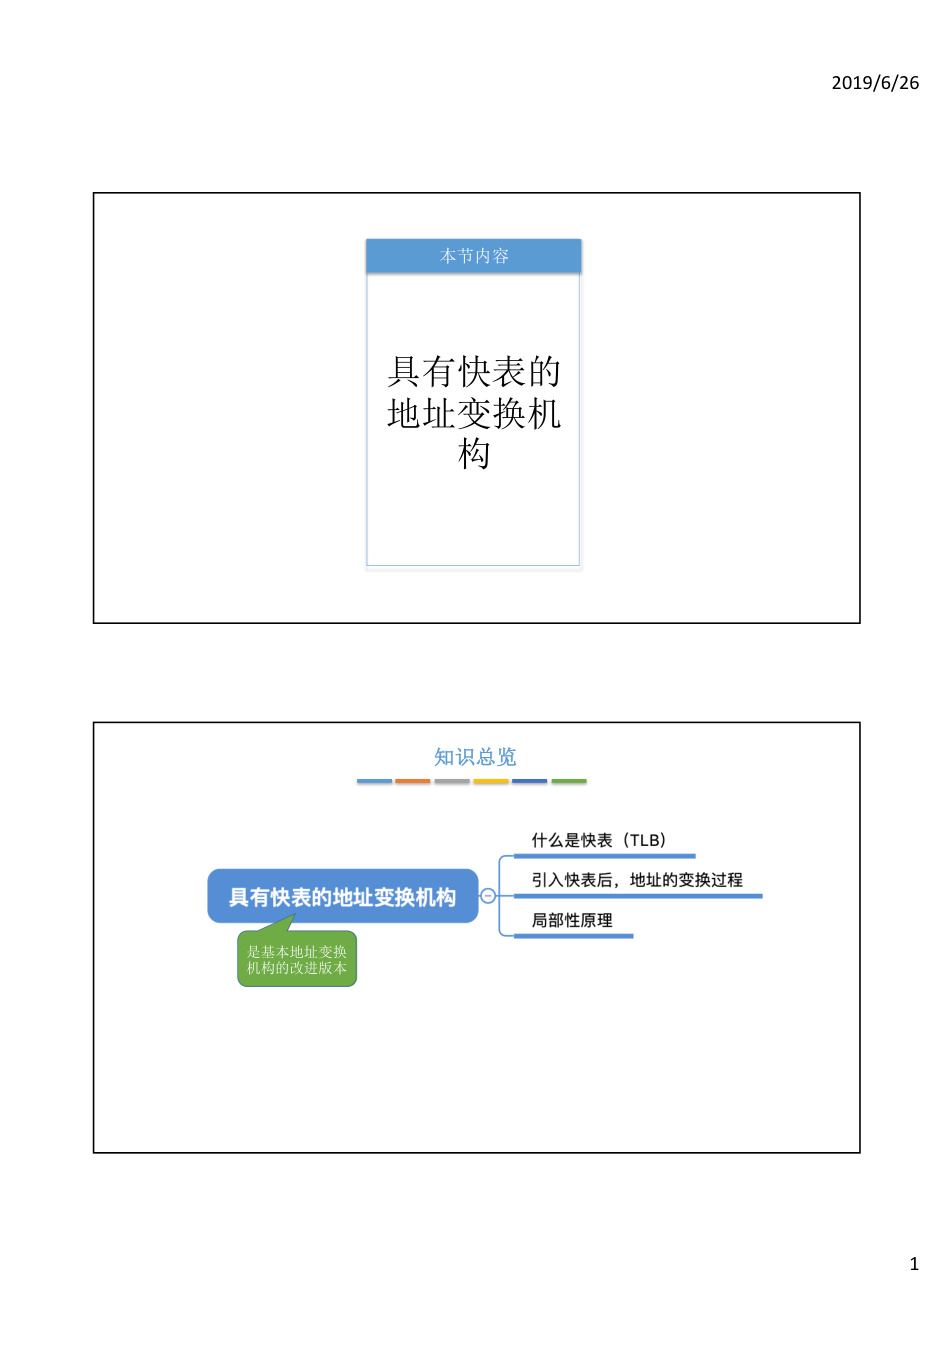 2019/6/26
本节内容
具有快表的
地址变换机
构
知识总览
什么是快表（TLB）
引入快表后，地址的变换过程
具有快表的地址变换机构
局部性原理
是基本地址变换
机构的改进版本
1